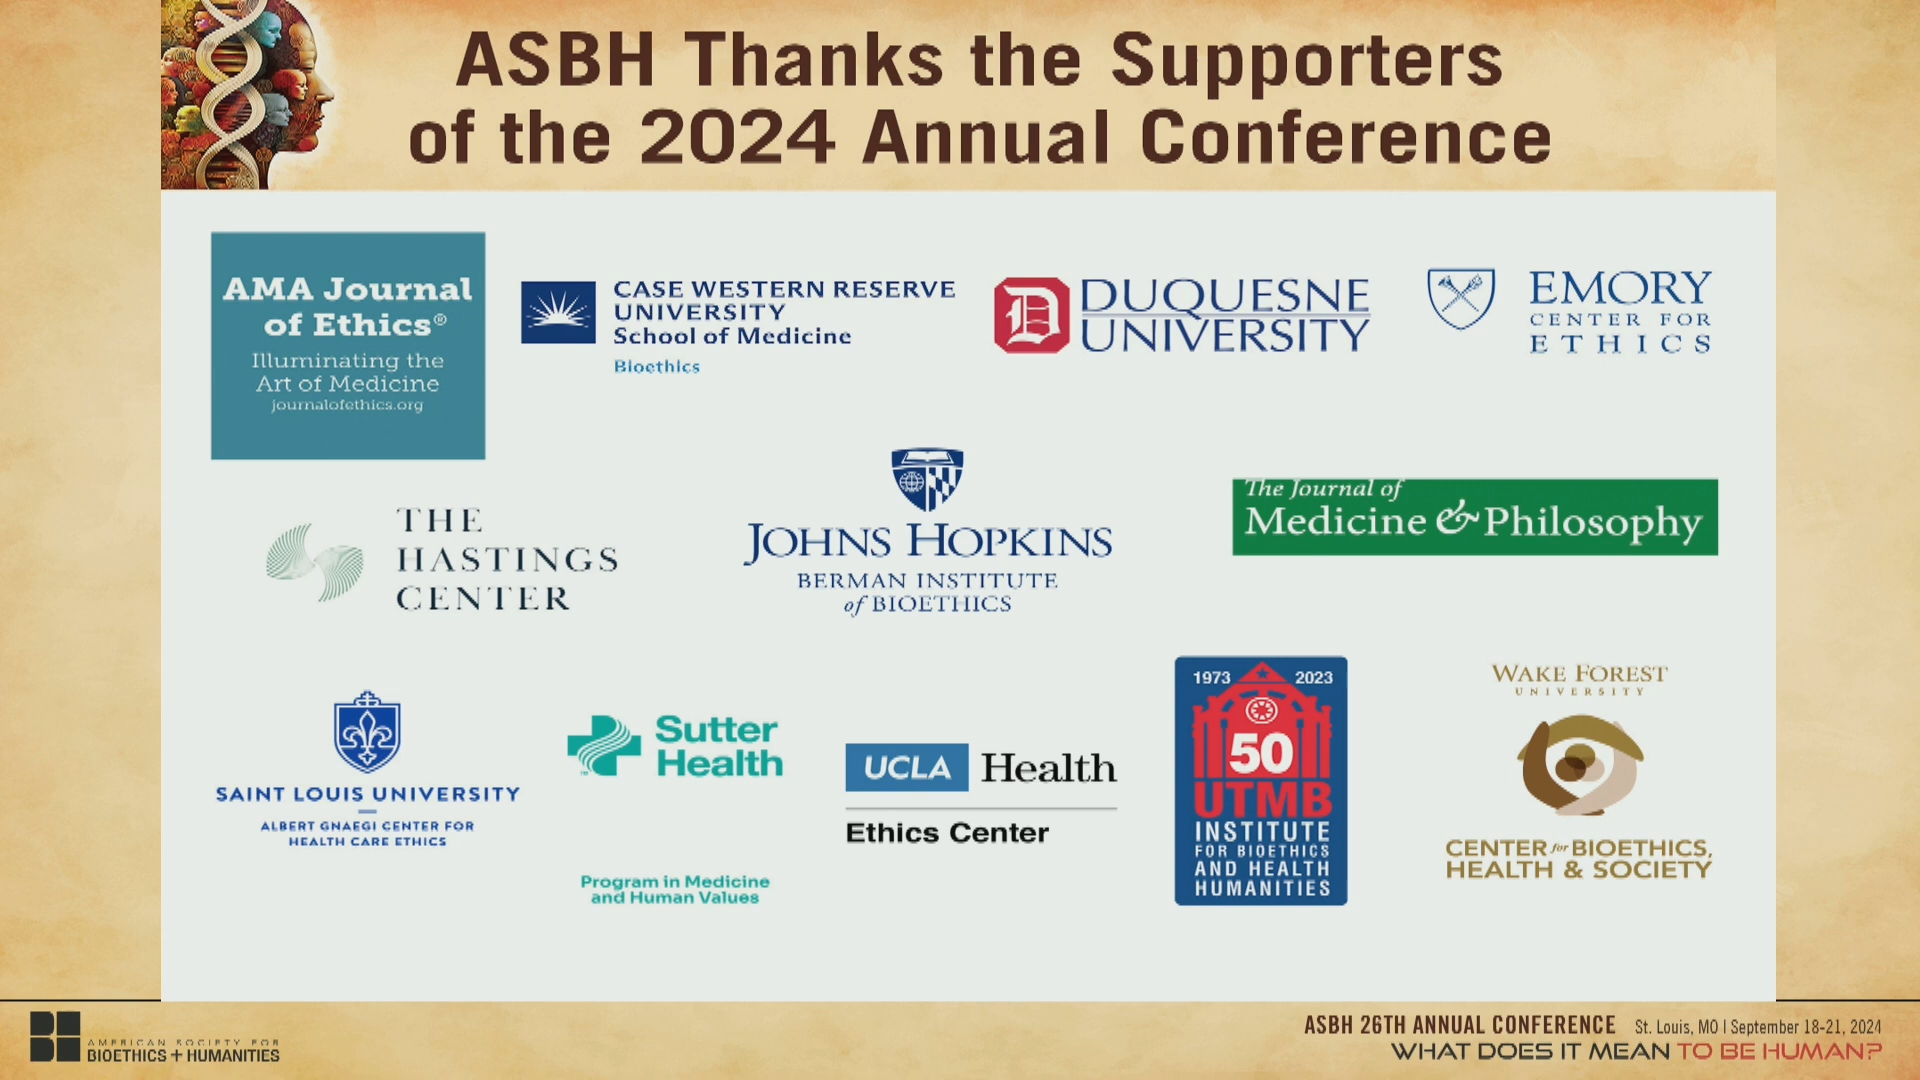 ASBH Thanks the Supporters
of the 2024 Annual Conference
AMA Journal
of Ethics®
Illuminating the
Art of Medicine
journalofethics.org
CASE WESTERN RESERVE
UNIVERSITY
School of Medicine
Bioethics
D
DUQUESNE
UNIVERSITY
EMORY
CENTER FOR
ETHICS
THE
HASTINGS
CENTER
JOHNS HOPKINS
BERMAN INSTITUTE
of BIOETHICS
The Journal of
Medicine & Philosophy
SAINT LOUIS UNIVERSITY
ALBERT GNAEGI CENTER FOR
HEALTH CARE ETHICS
Sutter
Health
Program in Medicine
and Human Values
UCLA Health
Ethics Center
1973 2023
50
UTMB
INSTITUTE
FOR BIOETHICS
AND HEALTH
HUMANITIES
WAKE FOREST
UNIVERSITY
CENTER for BIOETHICS,
HEALTH & SOCIETY
AMERICAN SOCIETY FOR
BIOETHICS + HUMANITIES
ASBH 26TH ANNUAL CONFERENCE St. Louis, MO | September 18-21, 2024
WHAT DOES IT MEAN TO BE HUMAN?